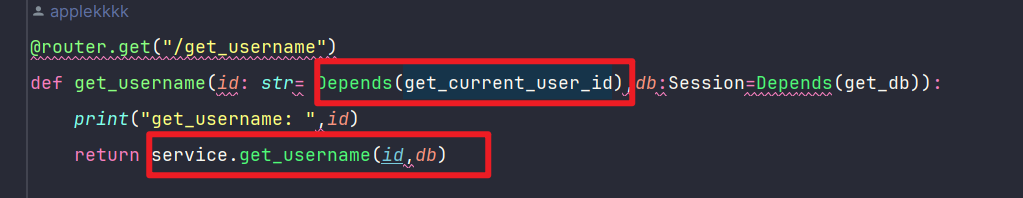 applekkkk
@router.get("/get_username")
def get_username(id: str= Depends(get_current_user_id),db:Session=Depends(get_db)):
print("get_username: ",id)
return service.get_username(id,db)